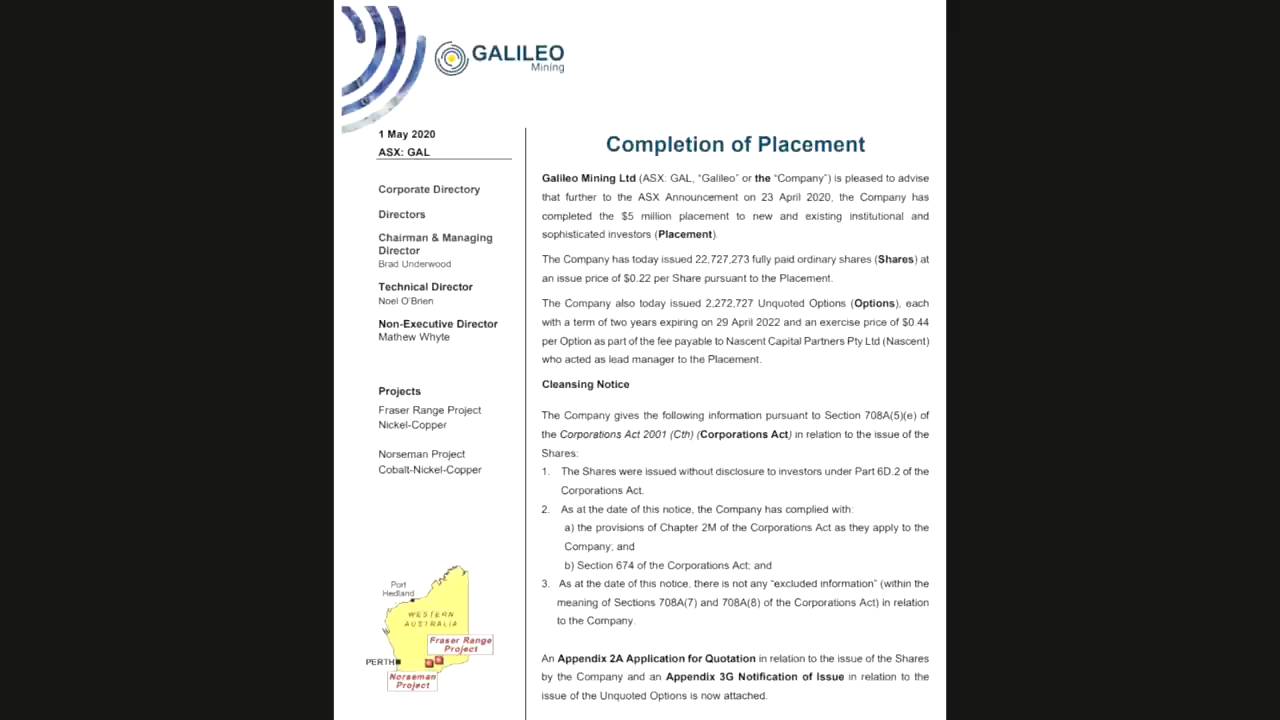 GALILEO
Mining
1 May 2020
ASX: GAL
Corporate Directory
Directors
Chairman & Managing
Director
Brad Underwood
Technical Director
Noel O'Brien
Non-Executive Director
Mathew Whyte
Projects
Fraser Range Project
Nickel-Copper
Norseman Project
Cobalt-Nickel-Copper
Port
Hedland
WESTERN
AUSTRALIA
Fraser Range
Project
PERTH
Norseman
Project
Completion of Placement
Galileo Mining Ltd (ASX: GAL, “Galileo” or the “Company”) is pleased to advise
that further to the ASX Announcement on 23 April 2020, the Company has
completed the $5 million placement to new and existing institutional and
sophisticated investors (Placement).
The Company has today issued 22,727,273 fully paid ordinary shares (Shares) at
an issue price of $0.22 per Share pursuant to the Placement.
The Company also today issued 2,272,727 Unquoted Options (Options), each
with a term of two years expiring on 29 April 2022 and an exercise price of $0.44
per Option as part of the fee payable to Nascent Capital Partners Pty Ltd (Nascent)
who acted as lead manager to the Placement.
Cleansing Notice
The Company gives the following information pursuant to Section 708A(5)(e) of
the Corporations Act 2001 (Cth) (Corporations Act) in relation to the issue of the
Shares:
1. The Shares were issued without disclosure to investors under Part 6D.2 of the
Corporations Act.
2. As at the date of this notice, the Company has complied with:
a) the provisions of Chapter 2M of the Corporations Act as they apply to the
Company; and
b) Section 674 of the Corporations Act; and
3. As at the date of this notice, there is not any “excluded information” (within the
meaning of Sections 708A(7) and 708A(8) of the Corporations Act) in relation
to the Company.
An Appendix 2A Application for Quotation in relation to the issue of the Shares
by the Company and an Appendix 3G Notification of Issue in relation to the
issue of the Unquoted Options is now attached.